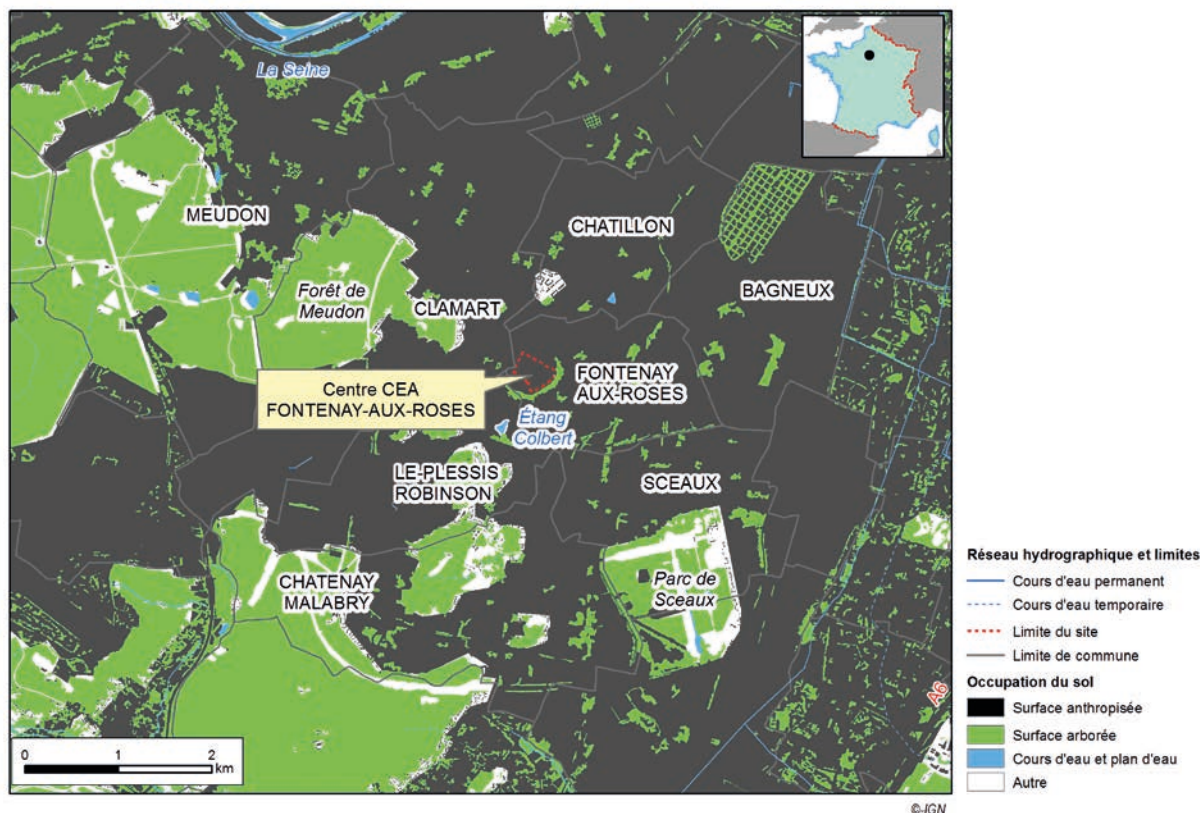 La Seine
MEUDON
CHATILLON
Forêt de
Meudon
CLAMART
BAGNEUX
Centre CEA
FONTENAY-AUX-ROSES
FONTENAY
AUX-ROSES
Étang
Colbert
LE-PLESSIS
ROBINSON
SCEAUX
CHATENAY
MALABRY
Parc de
Sceaux
A6
0 1 2
km
Réseau hydrographique et limites
Cours d'eau permanent
Cours d'eau temporaire
Limite du site
Limite de commune
Occupation du sol
Surface anthropisée
Surface arborée
Cours d'eau et plan d'eau
Autre
©-IGN